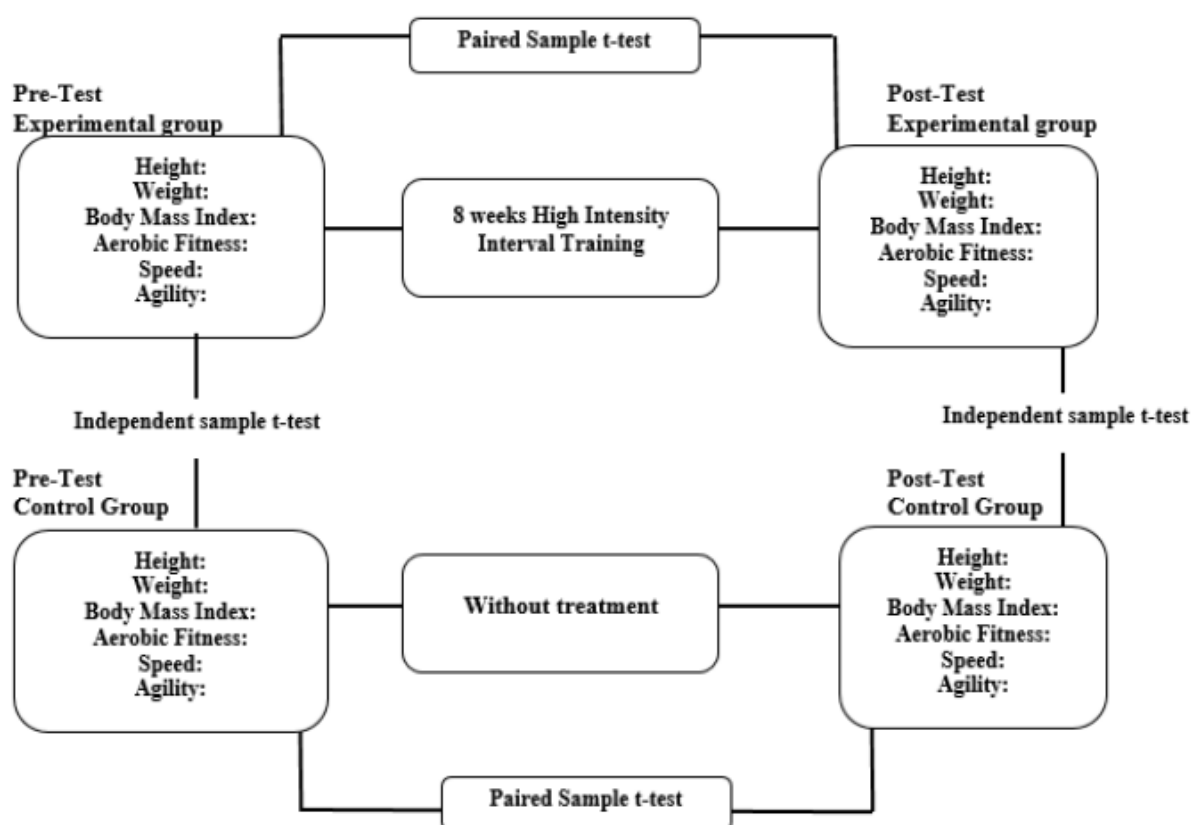 Paired Sample t-test
Pre-Test
Experimental group
Post-Test
Experimental group
Height:
Weight:
Body Mass Index:
Aerobic Fitness:
Speed:
Agility:
8 weeks High Intensity
Interval Training
Height:
Weight:
Body Mass Index:
Aerobic Fitness:
Speed:
Agility:
Independent sample t-test
Independent sample t-test
Pre-Test
Control Group
Post-Test
Control Group
Height:
Weight:
Body Mass Index:
Aerobic Fitness:
Speed:
Agility:
Without treatment
Height:
Weight:
Body Mass Index:
Aerobic Fitness:
Speed:
Agility:
Paired Sample t-test